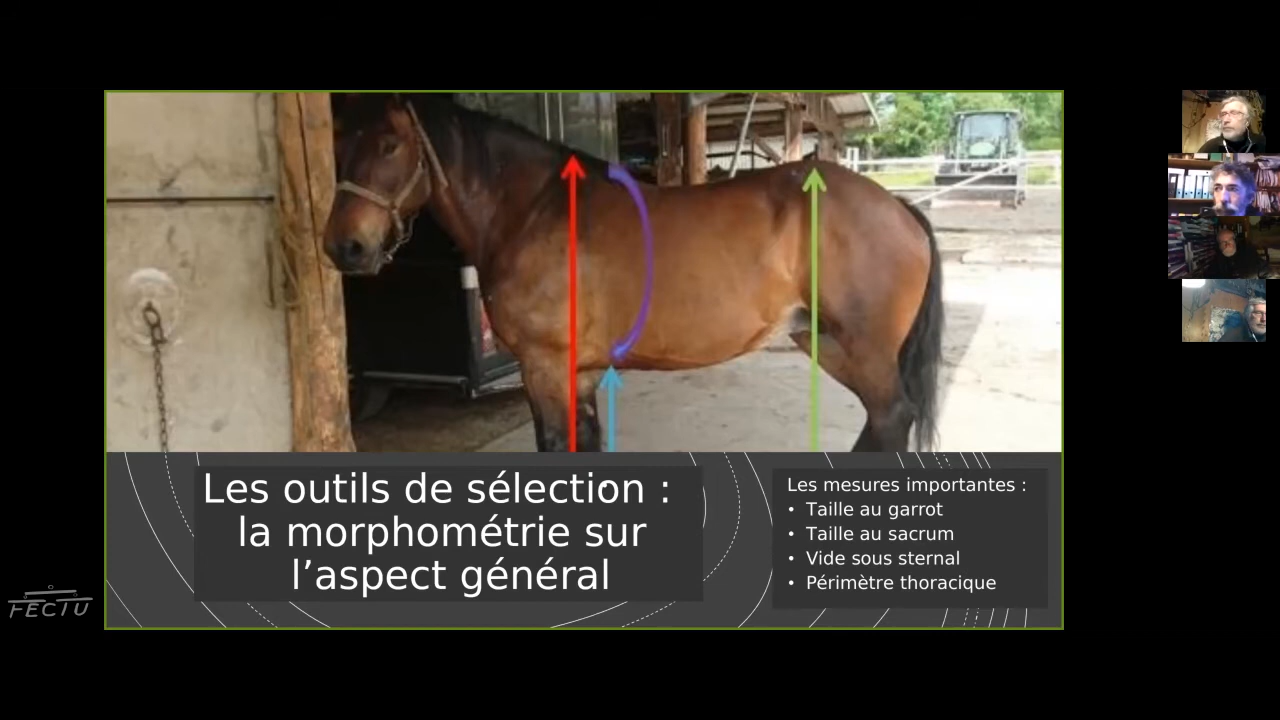 Les outils de sélection :
la morphométrie sur
l’aspect général
Les mesures importantes :
• Taille au garrot
• Taille au sacrum
• Vide sous sternal
• Périmètre thoracique
FECTU